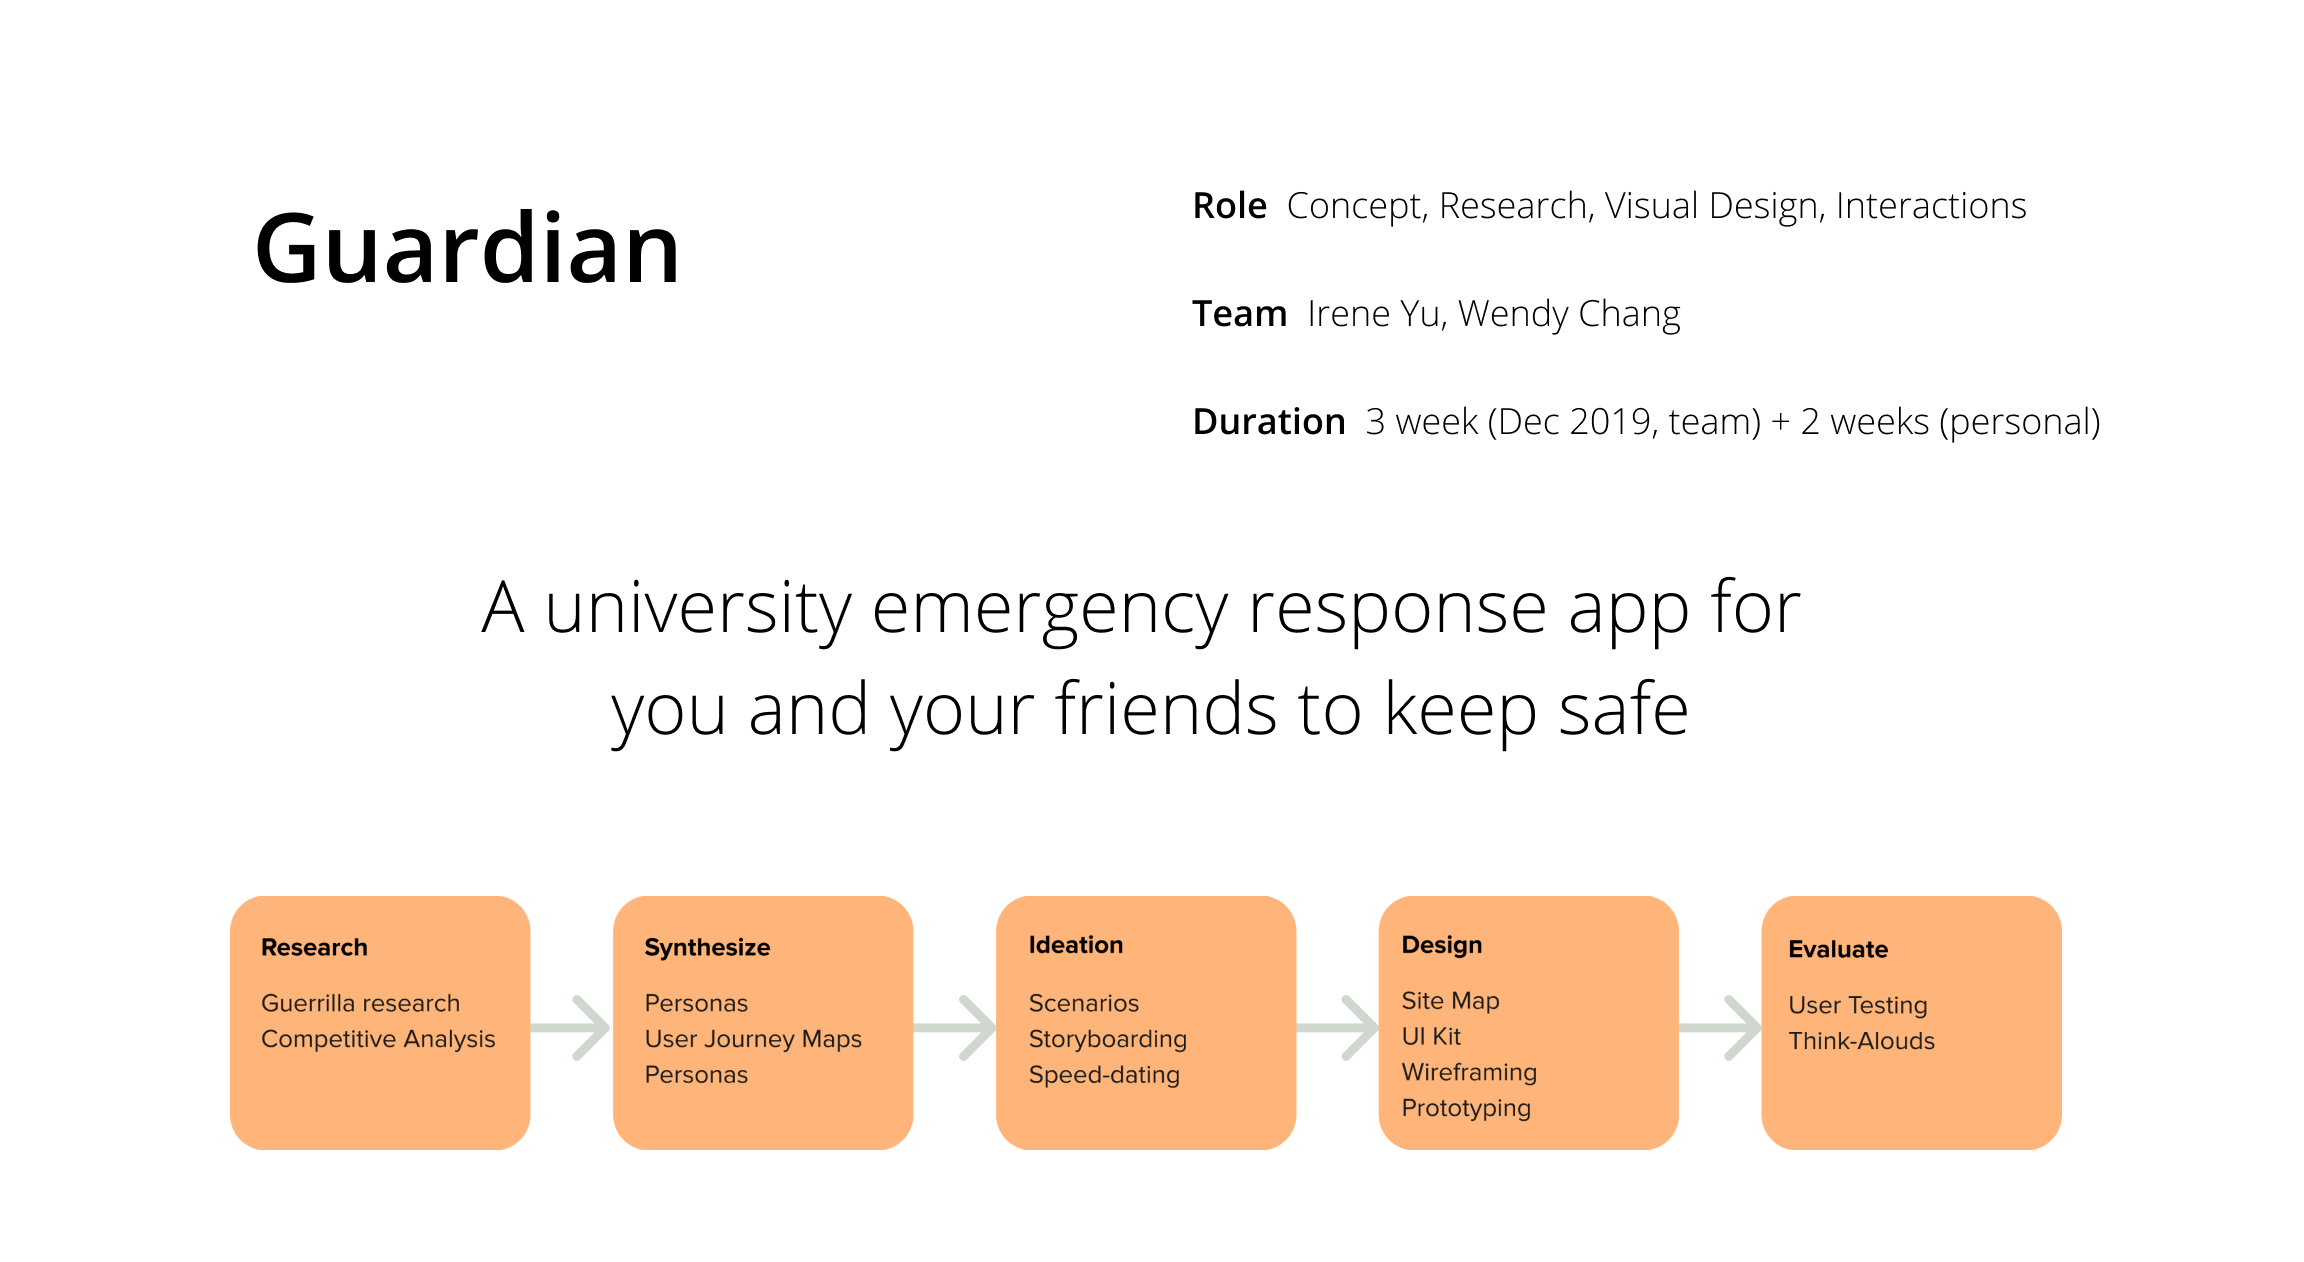 Guardian
Role Concept, Research, Visual Design, Interactions
Team Irene Yu, Wendy Chang
Duration 3 week (Dec 2019, team) + 2 weeks (personal)
A university emergency response app for
you and your friends to keep safe
Research
Guerrilla research
Competitive Analysis
Synthesize
Personas
User Journey Maps
Personas
Ideation
Scenarios
Storyboarding
Speed-dating
Design
Site Map
UI Kit
Wireframing
Prototyping
Evaluate
User Testing
Think-Alouds